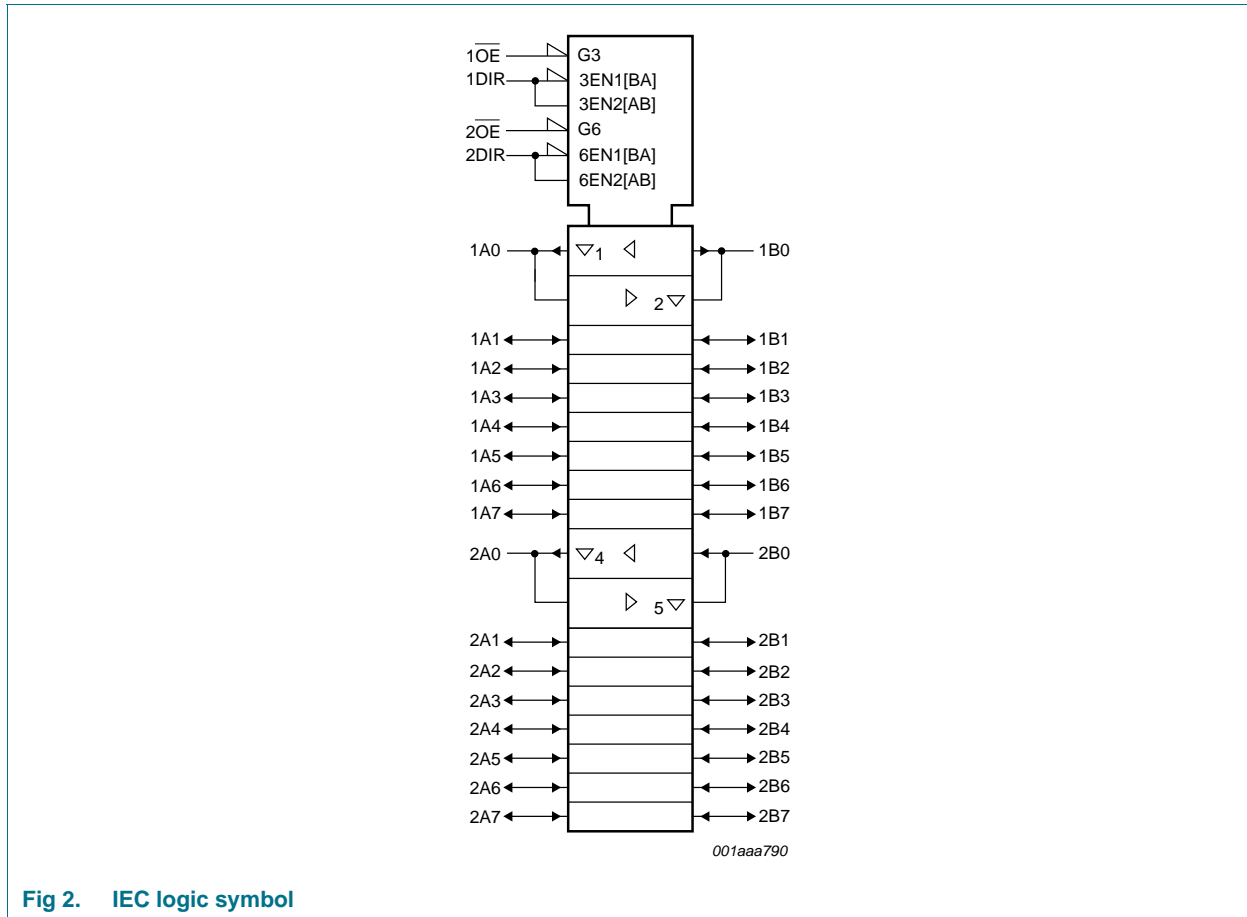 1O̅E̅ G3
1DIR 3EN1[BA]
3EN2[AB]
2O̅E̅ G6
2DIR 6EN1[BA]
6EN2[AB]
1A0 ▽1 ◁ 1B0
▷ 2▽
1A1 1B1
1A2 1B2
1A3 1B3
1A4 1B4
1A5 1B5
1A6 1B6
1A7 1B7
2A0 ▽4 ◁ 2B0
▷ 5▽
2A1 2B1
2A2 2B2
2A3 2B3
2A4 2B4
2A5 2B5
2A6 2B6
2A7 2B7
001aaa790
Fig 2. IEC logic symbol